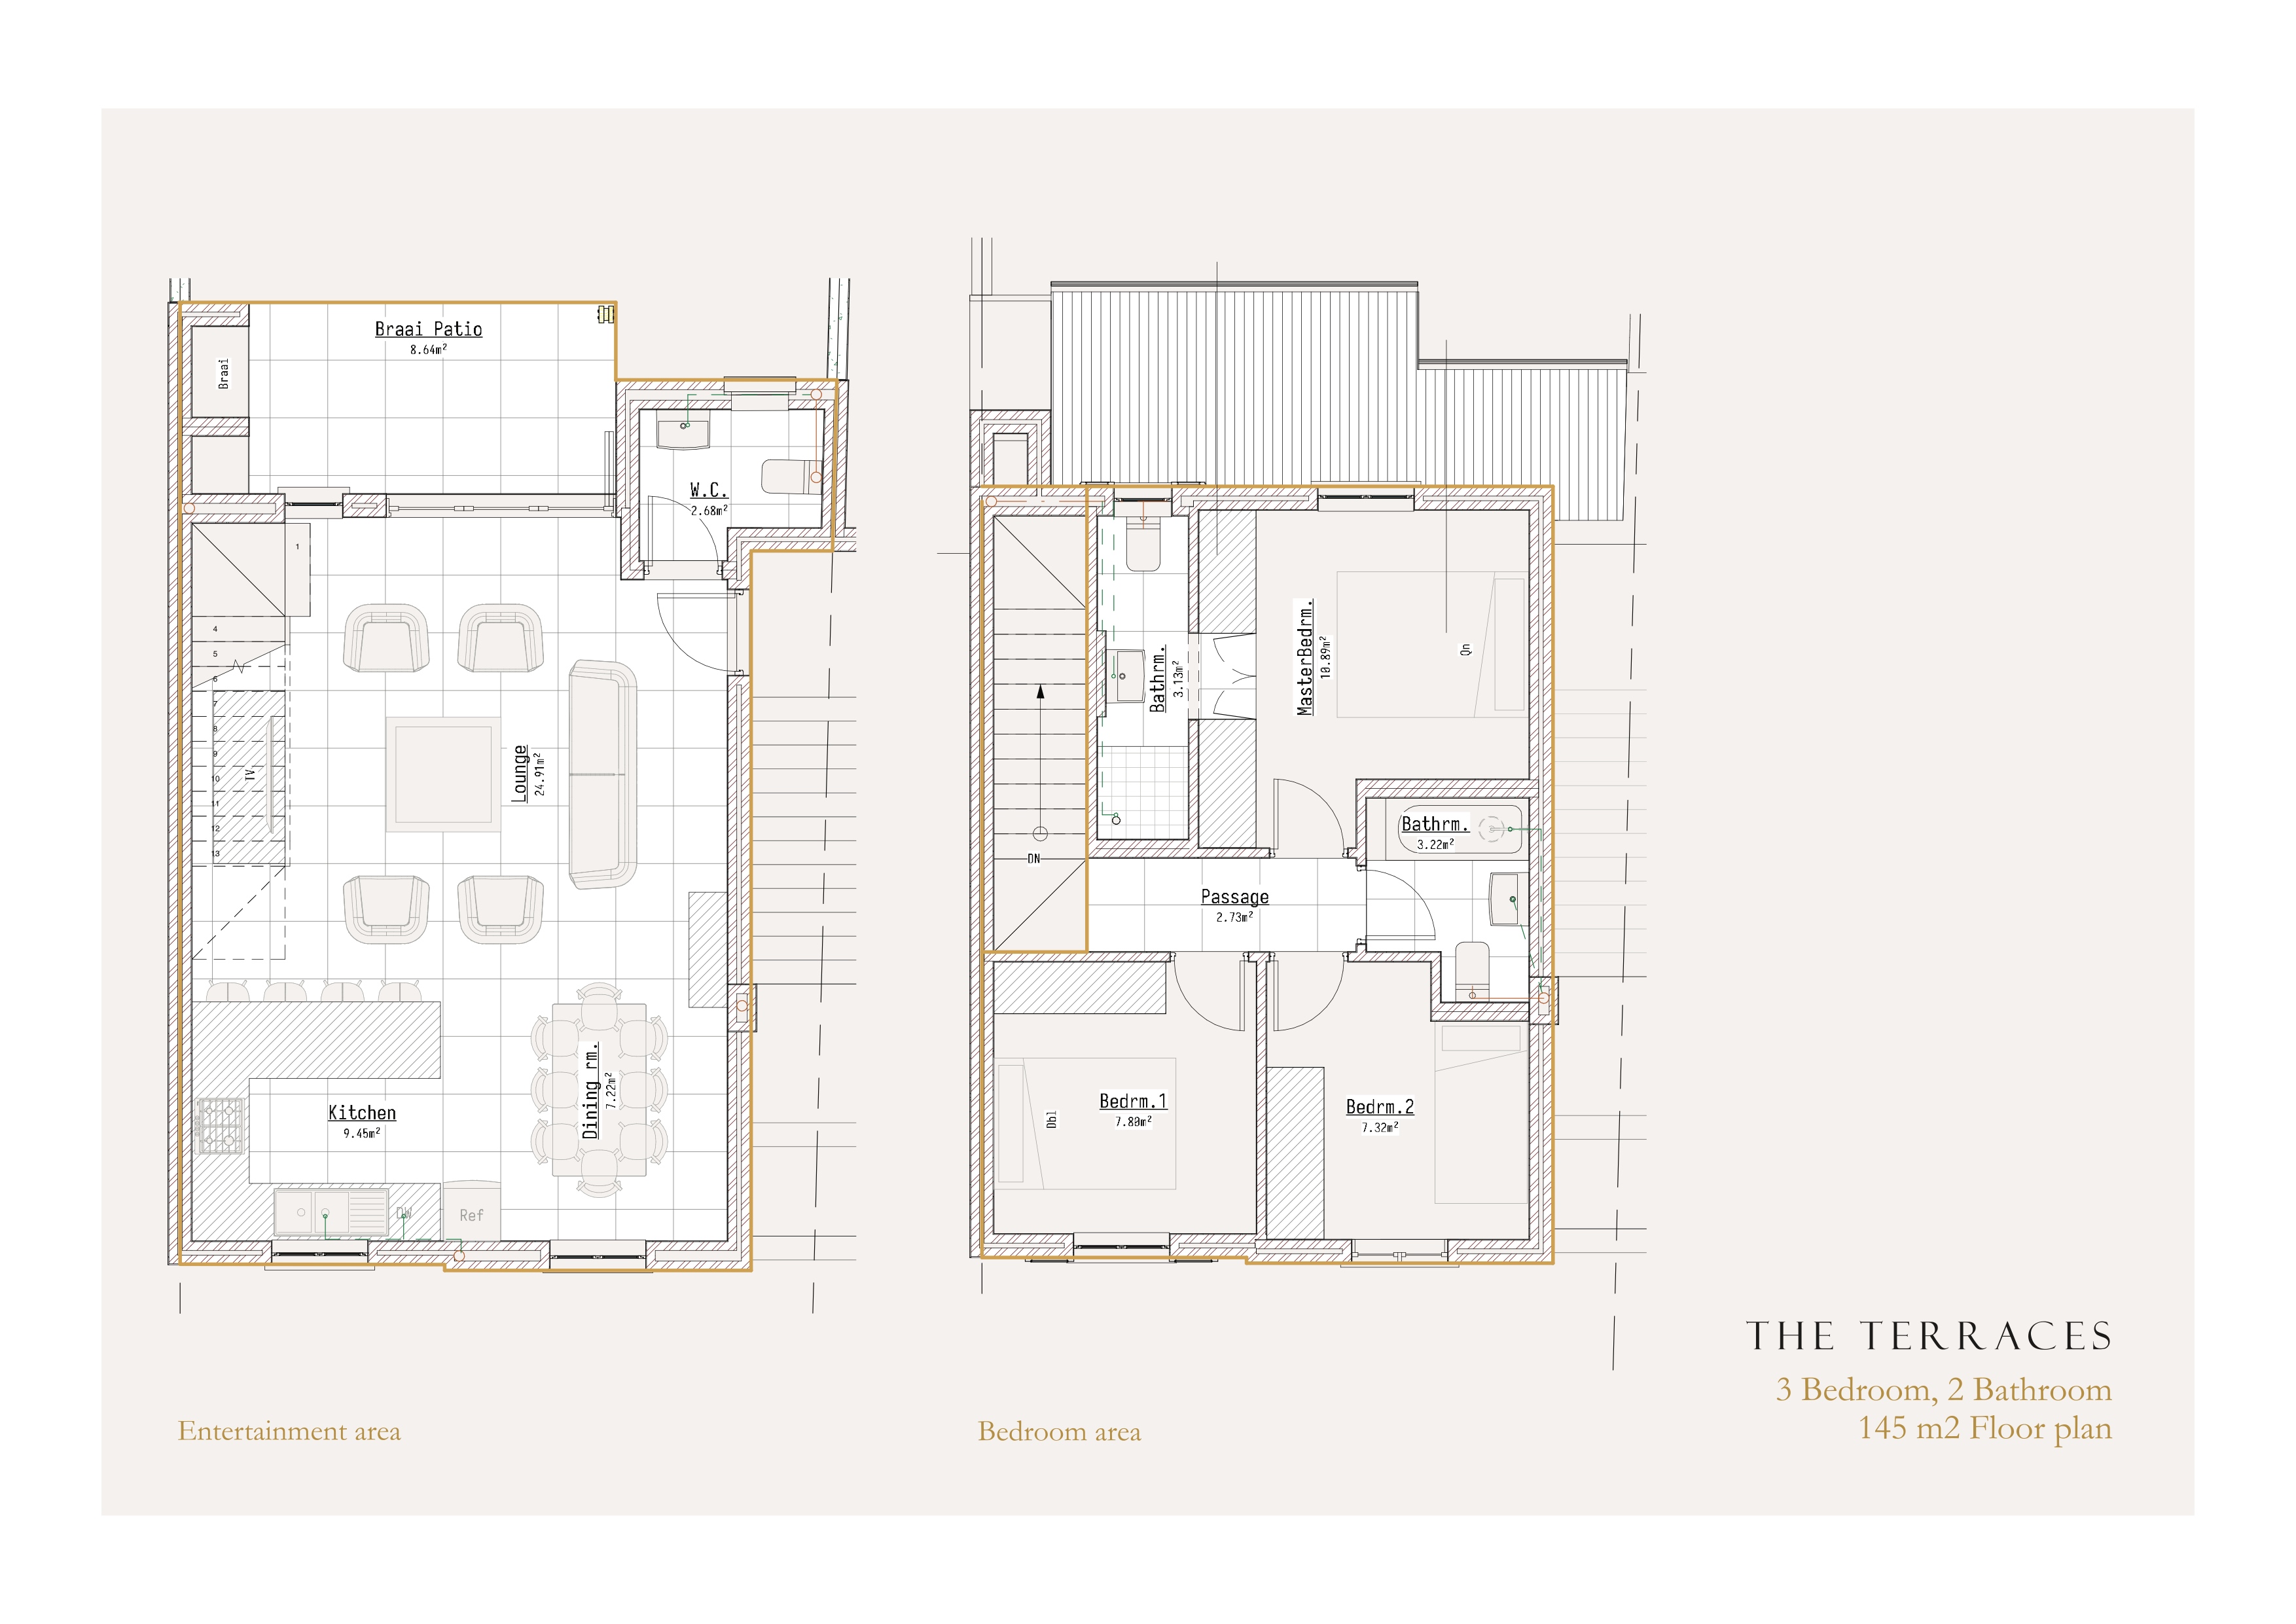 Braai Patio
8.64m²
Braai
W.C.
2.68m²
1
4
5
6
7
8
9
10
11
12
13
TV
Lounge
24.91m²
Kitchen
9.45m²
Dining rm.
7.22m²
DW
Ref
Bathrm.
3.13m²
MasterBedrm.
10.89m²
Qn
DN
Bathrm.
3.22m²
Passage
2.73m²
Bedrm.1
7.80m²
Dbl
Bedrm.2
7.32m²
Entertainment area
Bedroom area
THE TERRACES
3 Bedroom, 2 Bathroom
145 m2 Floor plan